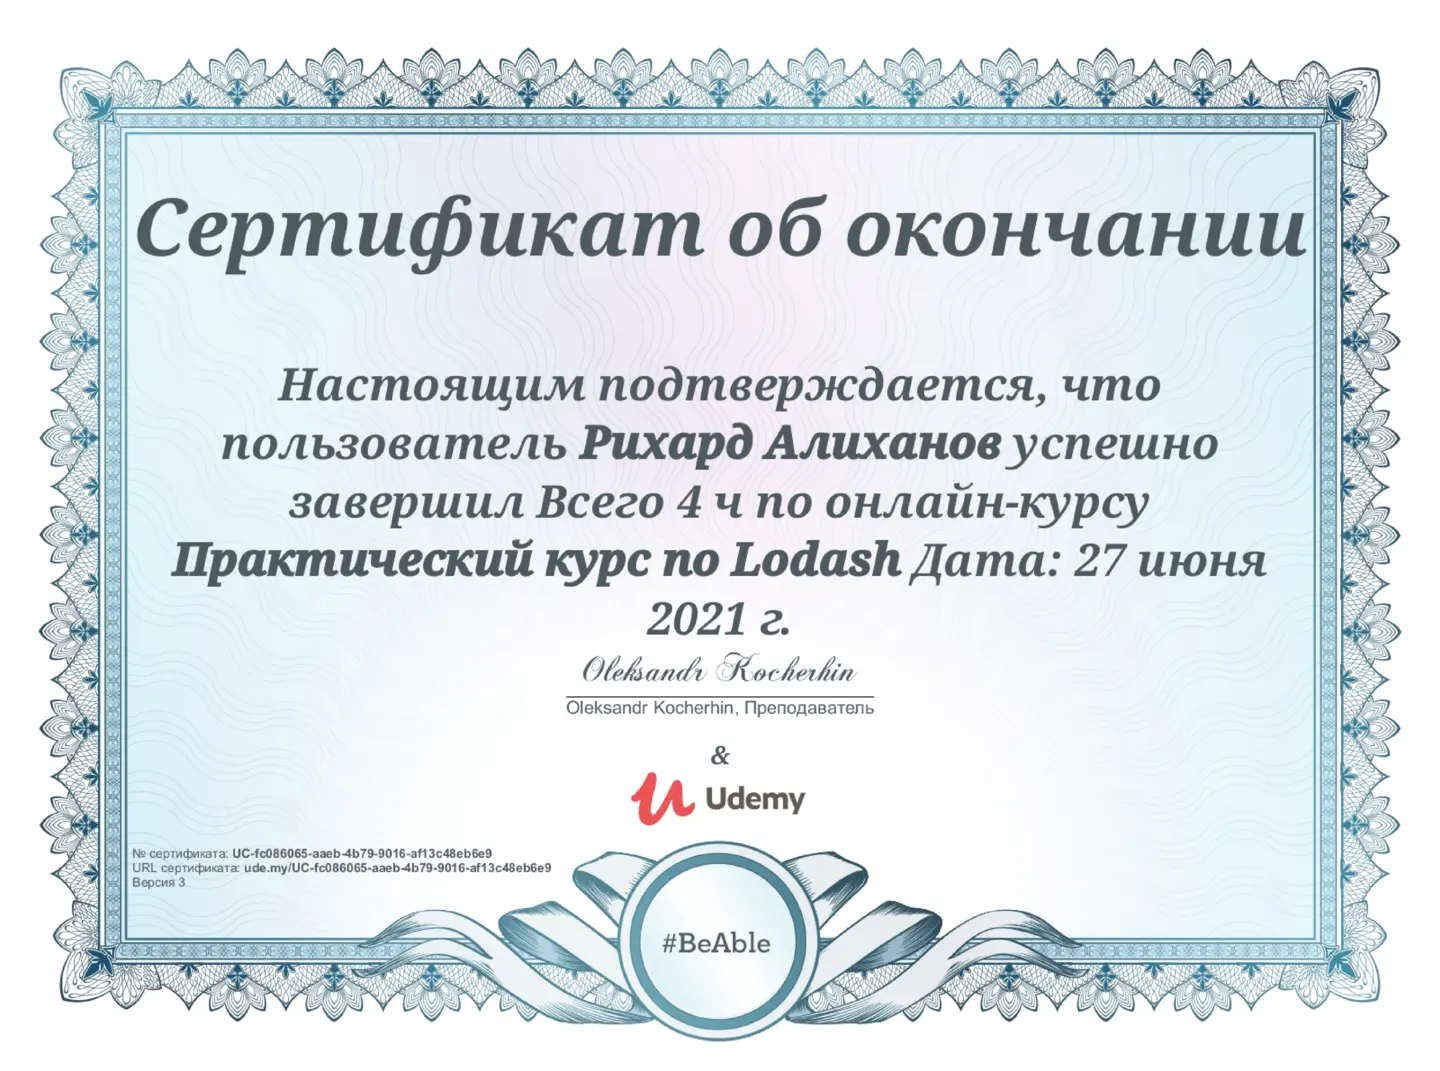 Сертификат об окончании
Настоящим подтверждается, что
пользователь Рихард Алиханов успешно
завершил Всего 4 ч по онлайн-курсу
Практический курс по Lodash Дата: 27 июня
2021 г.
Oleksandr Kocherhin
Oleksandr Kocherhin, Преподаватель
&
Udemy
№ сертификата: UC-fc086065-aaeb-4b79-9016-af13c48eb6e9
URL сертификата: ude.my/UC-fc086065-aaeb-4b79-9016-af13c48eb6e9
Версия 3
#BeAble